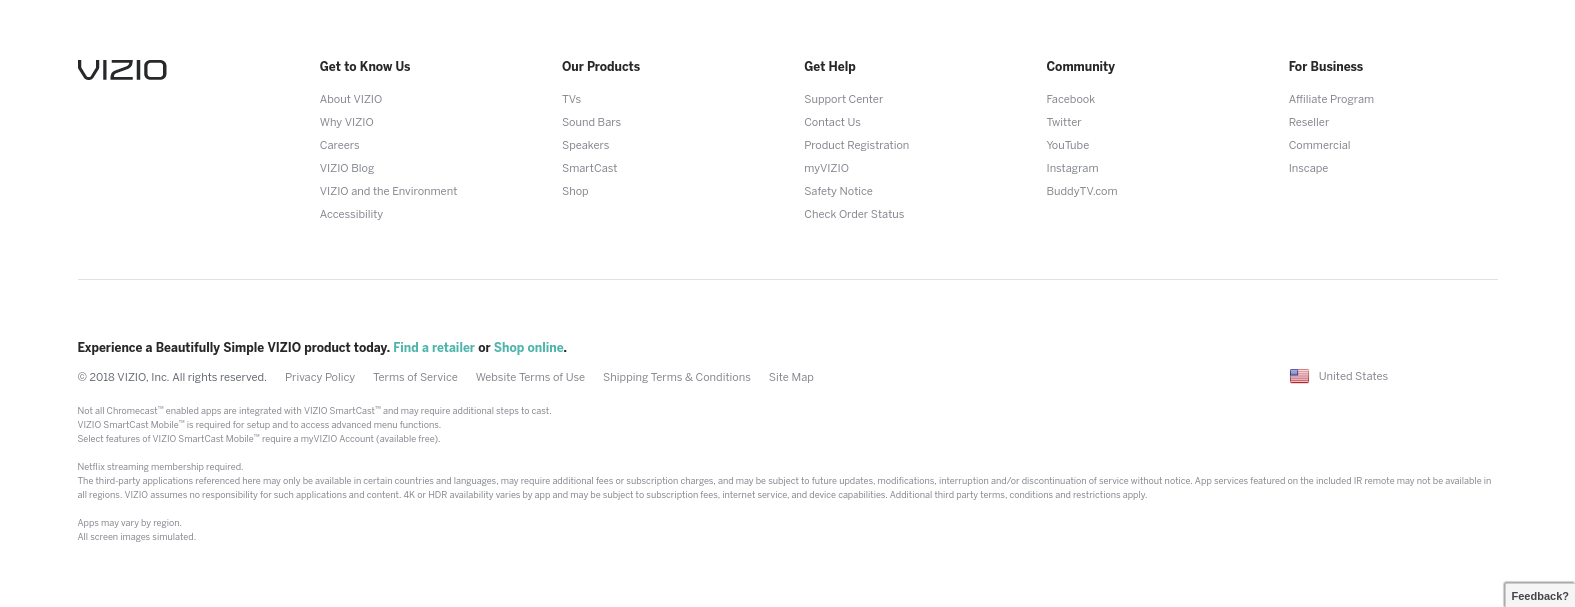 VIZIO
Get to Know Us
About VIZIO
Why VIZIO
Careers
VIZIO Blog
VIZIO and the Environment
Accessibility
Our Products
TVs
Sound Bars
Speakers
SmartCast
Shop
Get Help
Support Center
Contact Us
Product Registration
myVIZIO
Safety Notice
Check Order Status
Community
Facebook
Twitter
YouTube
Instagram
BuddyTV.com
For Business
Affiliate Program
Reseller
Commercial
Inscape
Experience a Beautifully Simple VIZIO product today. Find a retailer or Shop online.
© 2018 VIZIO, Inc. All rights reserved. Privacy Policy Terms of Service Website Terms of Use Shipping Terms & Conditions Site Map
United States
Not all Chromecast™ enabled apps are integrated with VIZIO SmartCast™ and may require additional steps to cast.
VIZIO SmartCast Mobile™ is required for setup and to access advanced menu functions.
Select features of VIZIO SmartCast Mobile™ require a myVIZIO Account (available free).
Netflix streaming membership required.
The third-party applications referenced here may only be available in certain countries and languages, may require additional fees or subscription charges, and may be subject to future updates, modifications, interruption and/or discontinuation of service without notice. App services featured on the included IR remote may not be available in
all regions. VIZIO assumes no responsibility for such applications and content. 4K or HDR availability varies by app and may be subject to subscription fees, internet service, and device capabilities. Additional third party terms, conditions and restrictions apply.
Apps may vary by region.
All screen images simulated.
Feedback?